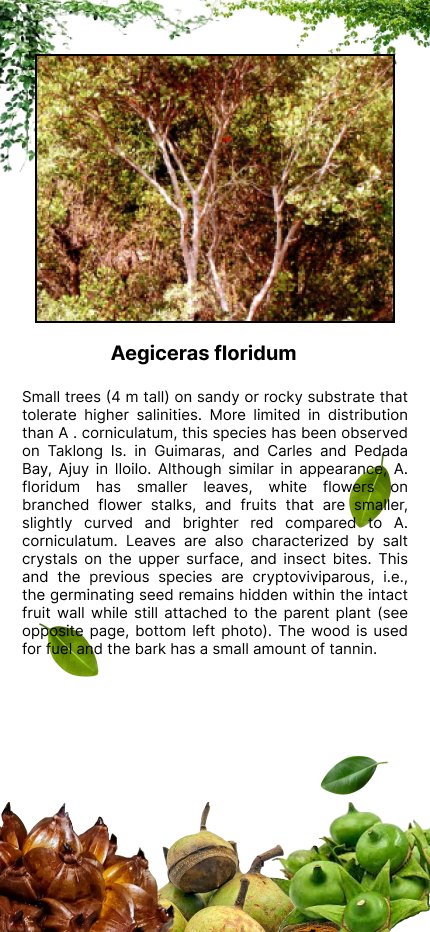 Aegiceras floridum
Small trees (4 m tall) on sandy or rocky substrate that
tolerate higher salinities. More limited in distribution
than A . corniculatum, this species has been observed
on Taklong Is. in Guimaras, and Carles and Pedada
Bay, Ajuy in Iloilo. Although similar in appearance, A.
floridum has smaller leaves, white flowers on
branched flower stalks, and fruits that are smaller,
slightly curved and brighter red compared to A.
corniculatum. Leaves are also characterized by salt
crystals on the upper surface, and insect bites. This
and the previous species are cryptoviviparous, i.e.,
the germinating seed remains hidden within the intact
fruit wall while still attached to the parent plant (see
opposite page, bottom left photo). The wood is used
for fuel and the bark has a small amount of tannin.